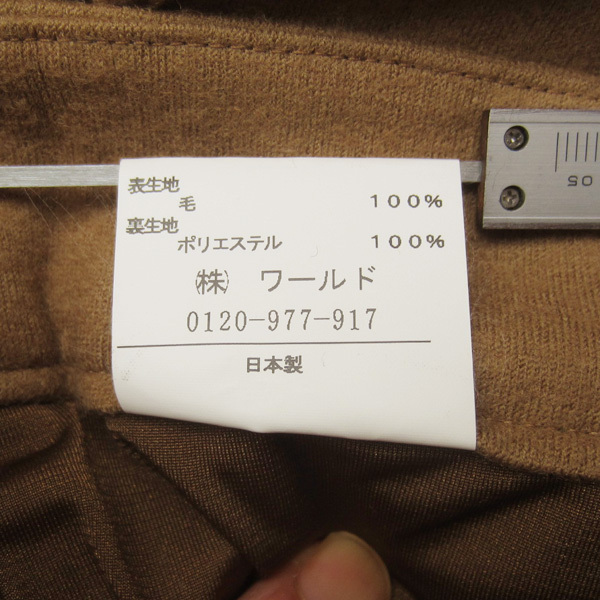 表生地
毛 100%
裏生地
ポリエステル 100%
㈱ ワールド
0120-977-917
日本製
05